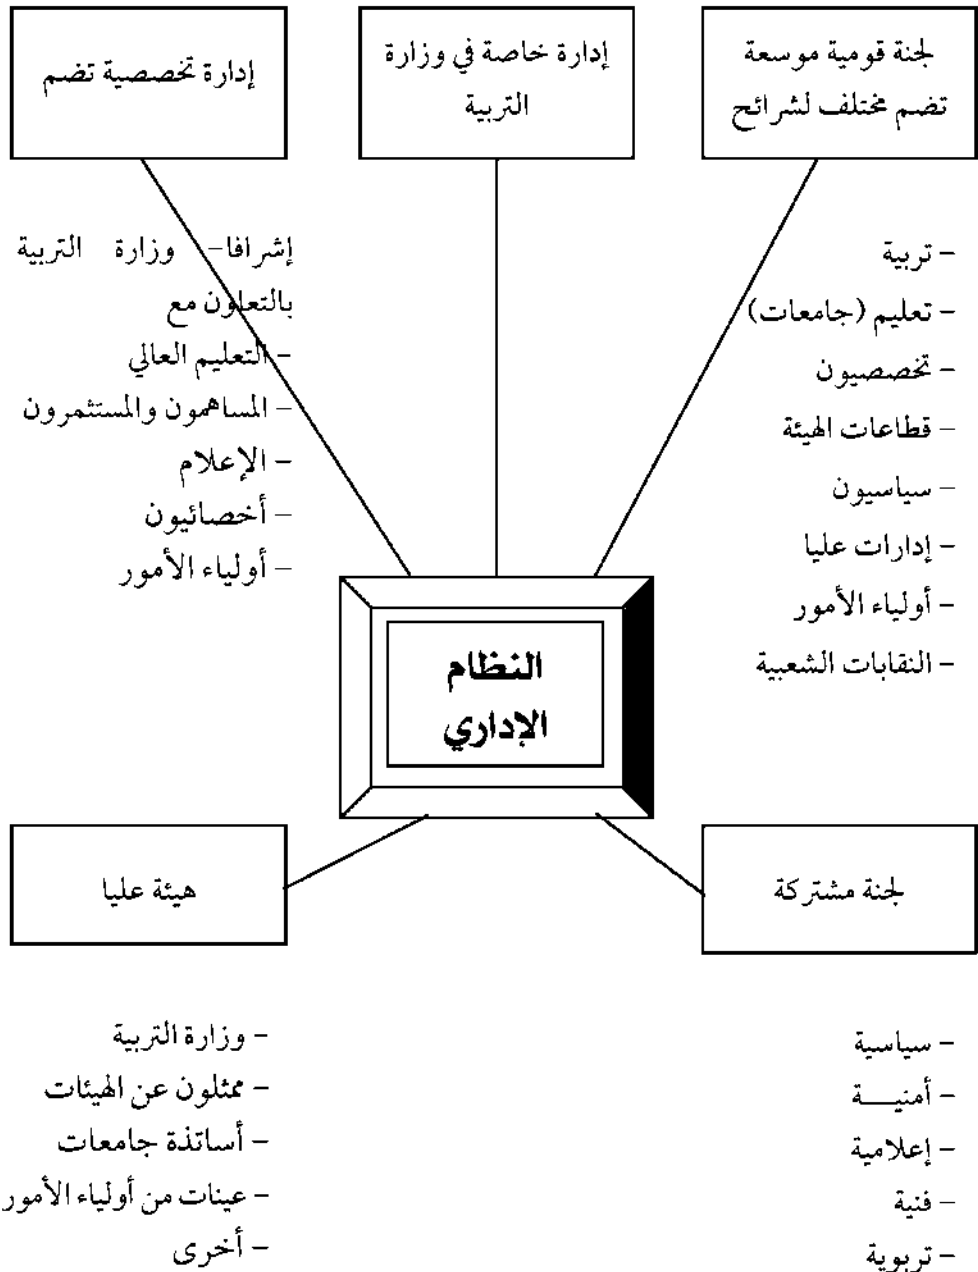 لجنة قومية موسعة
تضم مختلف لشرائح
إدارة خاصة في وزارة
التربية
إدارة تخصصية تضم
- تربية
- تعليم (جامعات)
- تخصصيون
- قطاعات الهيئة
- سياسيون
- إدارات عليا
- أولياء الأمور
- النقابات الشعبية
إشرافا- وزارة التربية
بالتعاون مع
- التعليم العالي
- المساهمون والمستثمرون
- الإعلام
- أخصائيون
- أولياء الأمور
النظام
الإداري
لجنة مشتركة
هيئة عليا
- سياسية
- أمنيــــة
- إعلامية
- فنية
- تربوية
- وزارة التربية
- ممثلون عن الهيئات
- أساتذة جامعات
- عينات من أولياء الأمور
- أخرى